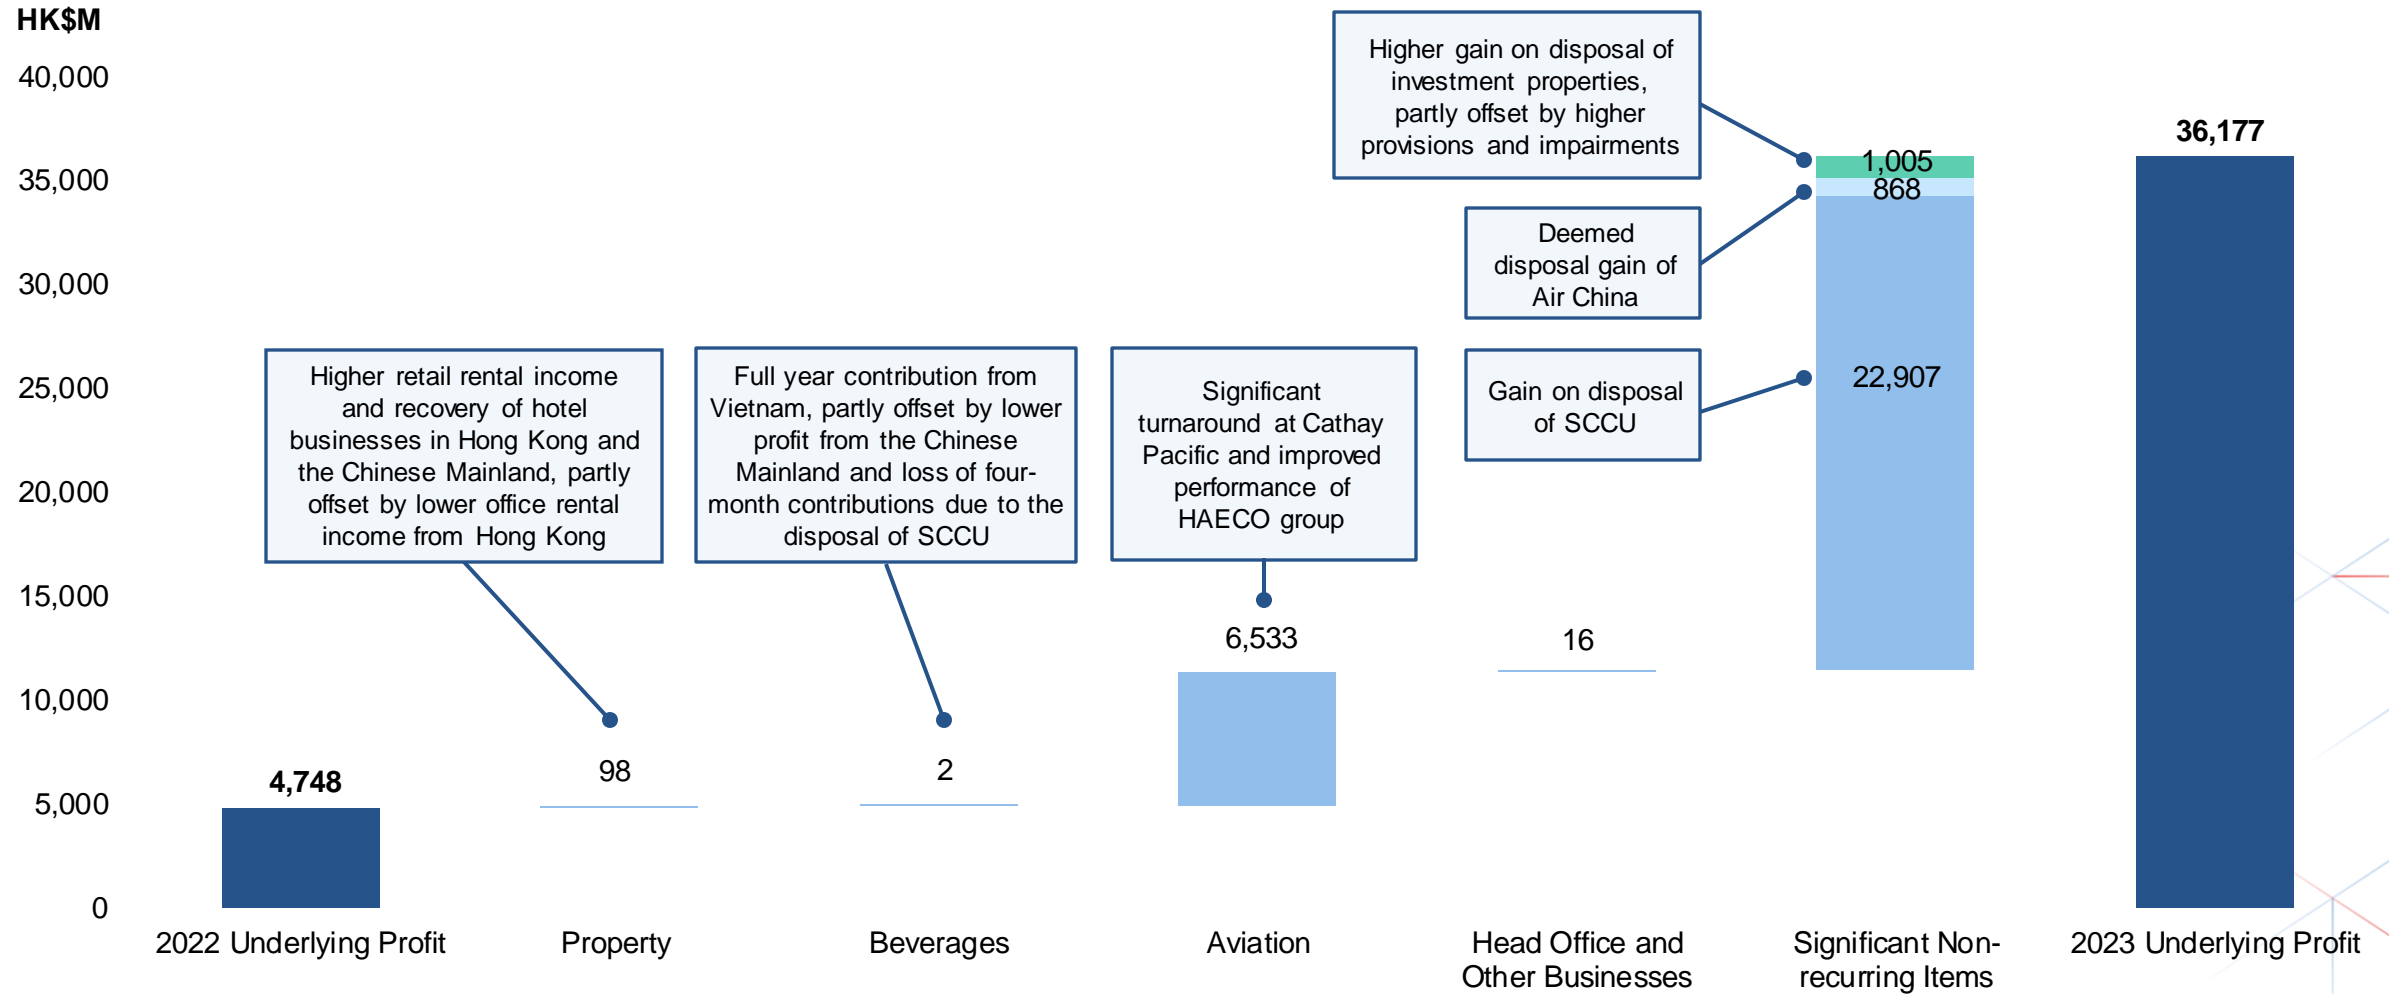 HK$M
40,000
35,000
30,000
25,000
20,000
15,000
10,000
5,000
0
Higher retail rental income
and recovery of hotel
businesses in Hong Kong and
the Chinese Mainland, partly
offset by lower office rental
income from Hong Kong
Full year contribution from
Vietnam, partly offset by lower
profit from the Chinese
Mainland and loss of four-
month contributions due to the
disposal of SCCU
Significant
turnaround at Cathay
Pacific and improved
performance of
HAECO group
Higher gain on disposal of
investment properties,
partly offset by higher
provisions and impairments
Deemed
disposal gain of
Air China
Gain on disposal
of SCCU
4,748
98
2
6,533
16
1,005
868
22,907
36,177
2022 Underlying Profit
Property
Beverages
Aviation
Head Office and
Other Businesses
Significant Non-
recurring Items
2023 Underlying Profit